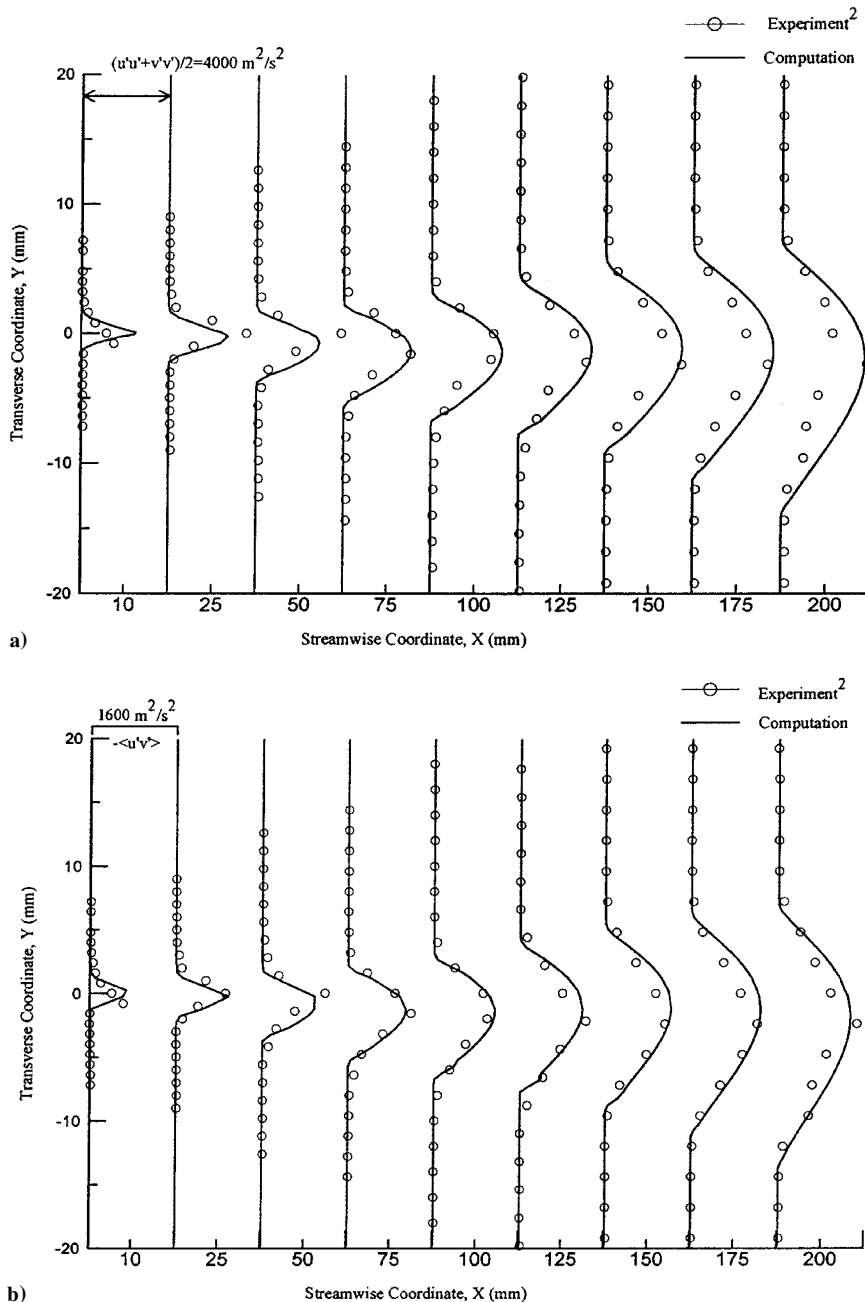 Experiment2
Computation
(u'u'+v'v')/2=4000 m2/s2
20
10
0
-10
-20
Transverse Coordinate, Y (mm)
10 25 50 75 100 125 150 175 200
Streamwise Coordinate, X (mm)
a)
Experiment2
Computation
1600 m2/s2
-<u'v'>
20
10
0
-10
-20
Transverse Coordinate, Y (mm)
10 25 50 75 100 125 150 175 200
Streamwise Coordinate, X (mm)
b)